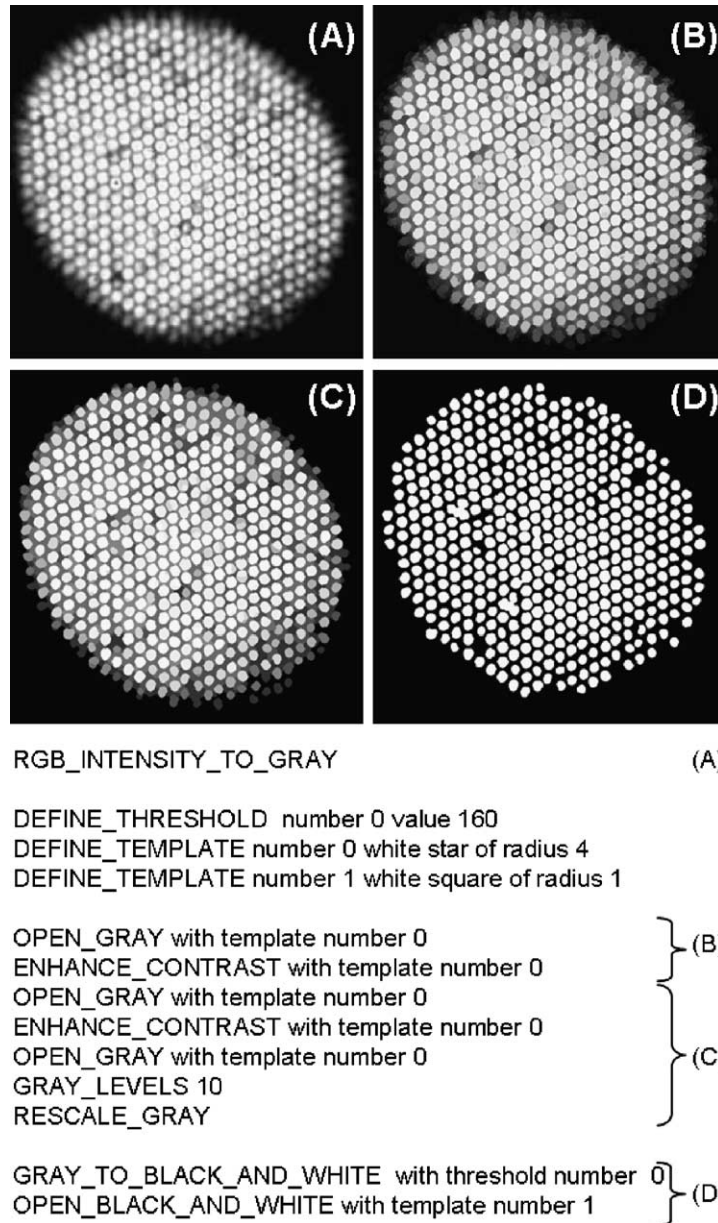 (A)
(B)
(C)
(D)
RGB_INTENSITY_TO_GRAY (A)
DEFINE_THRESHOLD number 0 value 160
DEFINE_TEMPLATE number 0 white star of radius 4
DEFINE_TEMPLATE number 1 white square of radius 1
OPEN_GRAY with template number 0
(B
ENHANCE_CONTRAST with template number 0
OPEN_GRAY with template number 0
ENHANCE_CONTRAST with template number 0
OPEN_GRAY with template number 0 (C
GRAY_LEVELS 10
RESCALE_GRAY
GRAY_TO_BLACK_AND_WHITE with threshold number 0
(D
OPEN_BLACK_AND_WHITE with template number 1